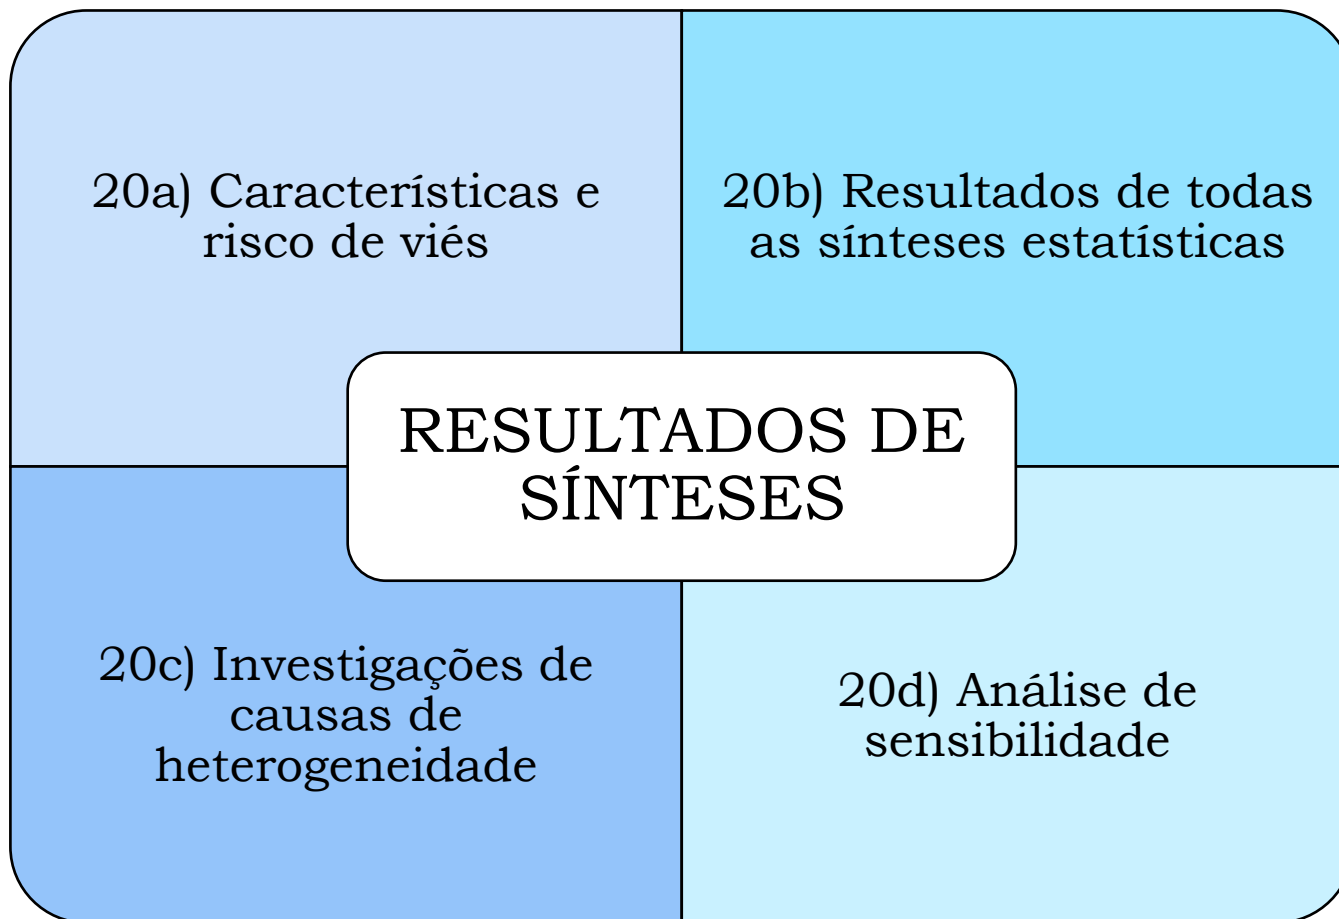 20a) Características e
risco de viés
20b) Resultados de todas
as sínteses estatísticas
RESULTADOS DE
SÍNTESES
20c) Investigações de
causas de
heterogeneidade
20d) Análise de
sensibilidade